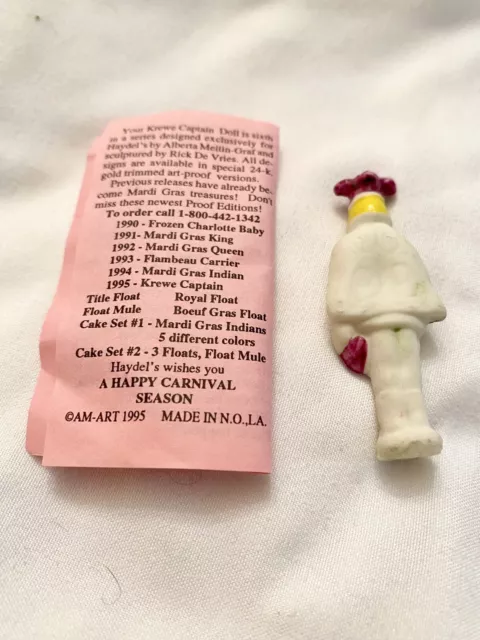 Your Krewe Captain Doll is sixth
in a series designed exclusively for
Haydel's by Alberta Meitin-Graf and
sculptured by Rick De Vries. All de-
signs are available in special 24-k.
gold trimmed art-proof versions.
Previous releases have already be-
come Mardi Gras treasures! Don't
miss these newest Proof Editions!
To order call 1-800-442-1342
1990 - Frozen Charlotte Baby
1991- Mardi Gras King
1992 - Mardi Gras Queen
1993 - Flambeau Carrier
1994 - Mardi Gras Indian
1995 - Krewe Captain
Title Float Royal Float
Float Mule Boeuf Gras Float
Cake Set #1 - Mardi Gras Indians
5 different colors
Cake Set #2 - 3 Floats, Float Mule
Haydel's wishes you
A HAPPY CARNIVAL
SEASON
©AM-ART 1995 MADE IN N.O.,LA.